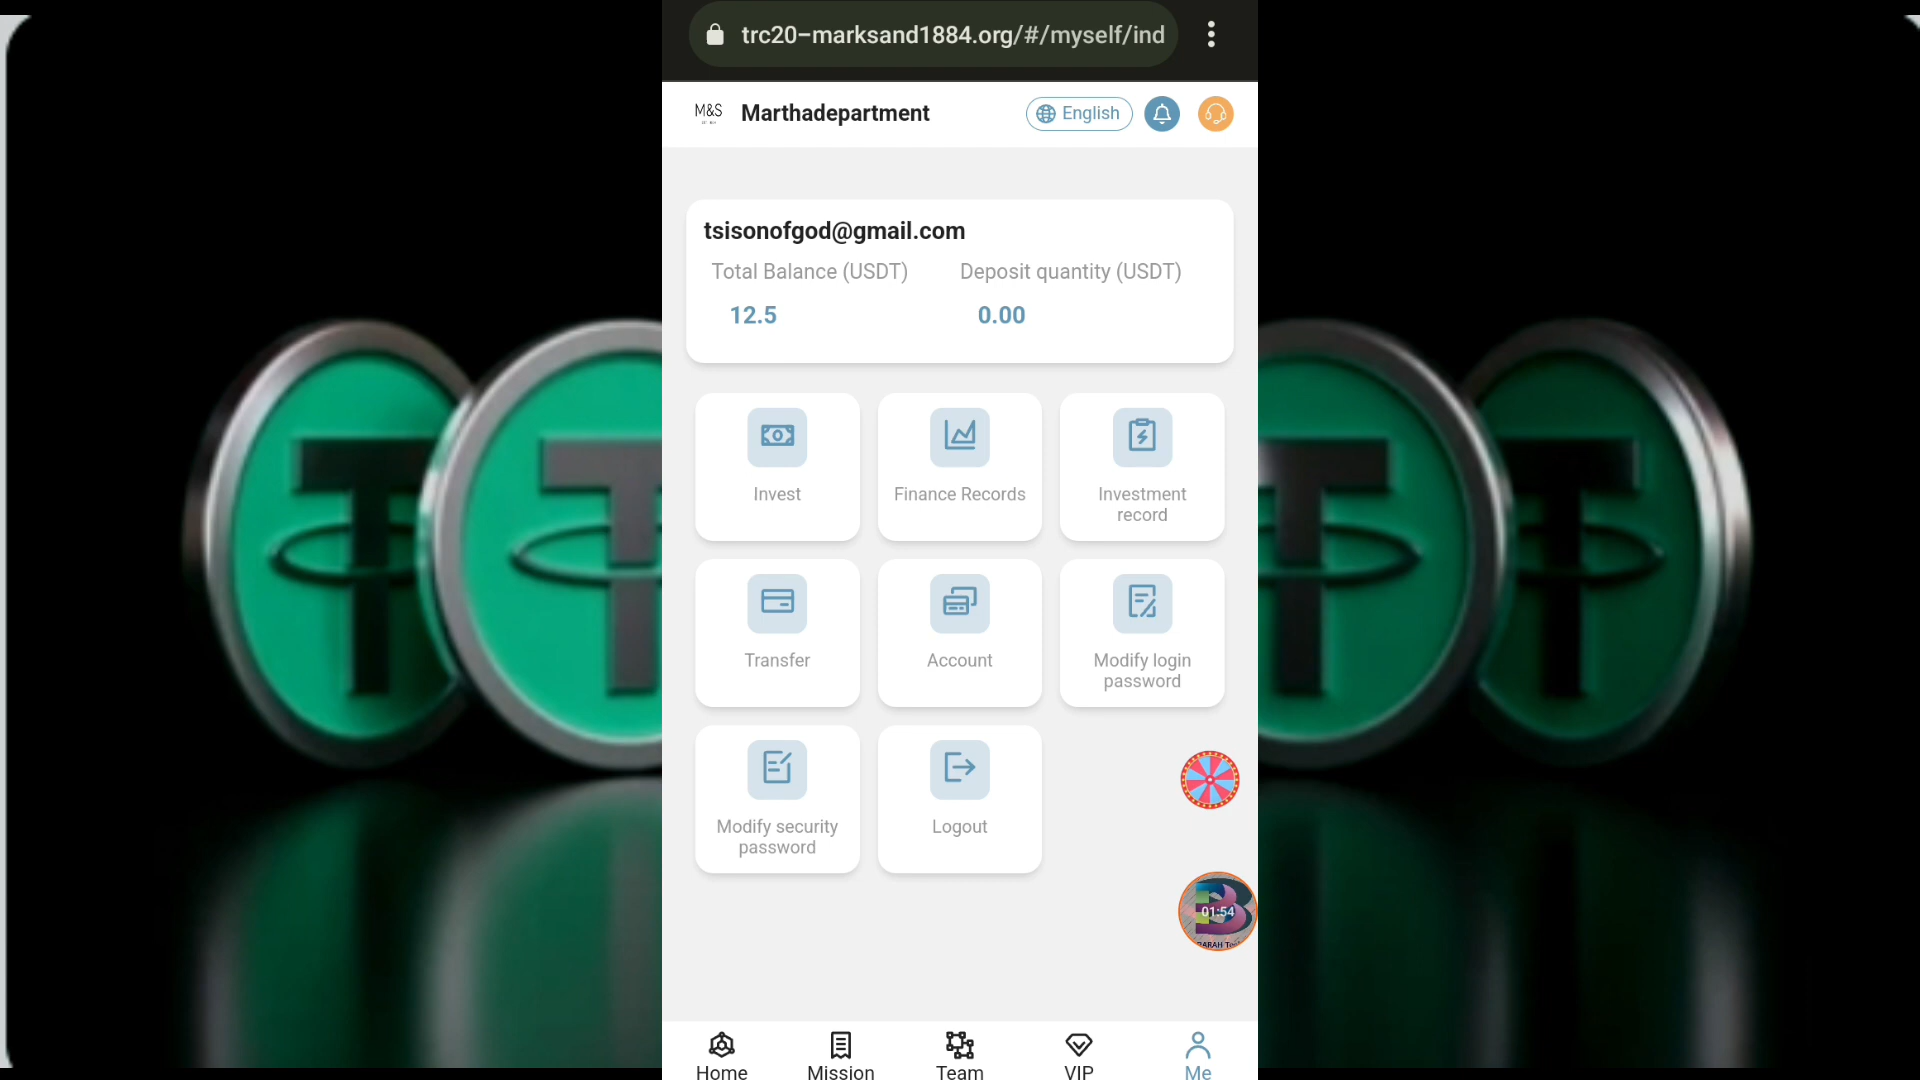 trc20-marksand1884.org/#/myself/ind
M&S
Marthadepartment
English
tsisonofgod@gmail.com
Total Balance (USDT)
Deposit quantity (USDT)
12.5
0.00
Invest
Finance Records
Investment
record
Transfer
Account
Modify login
password
Modify security
password
Logout
01:54
Home
Mission
Team
VIP
Me